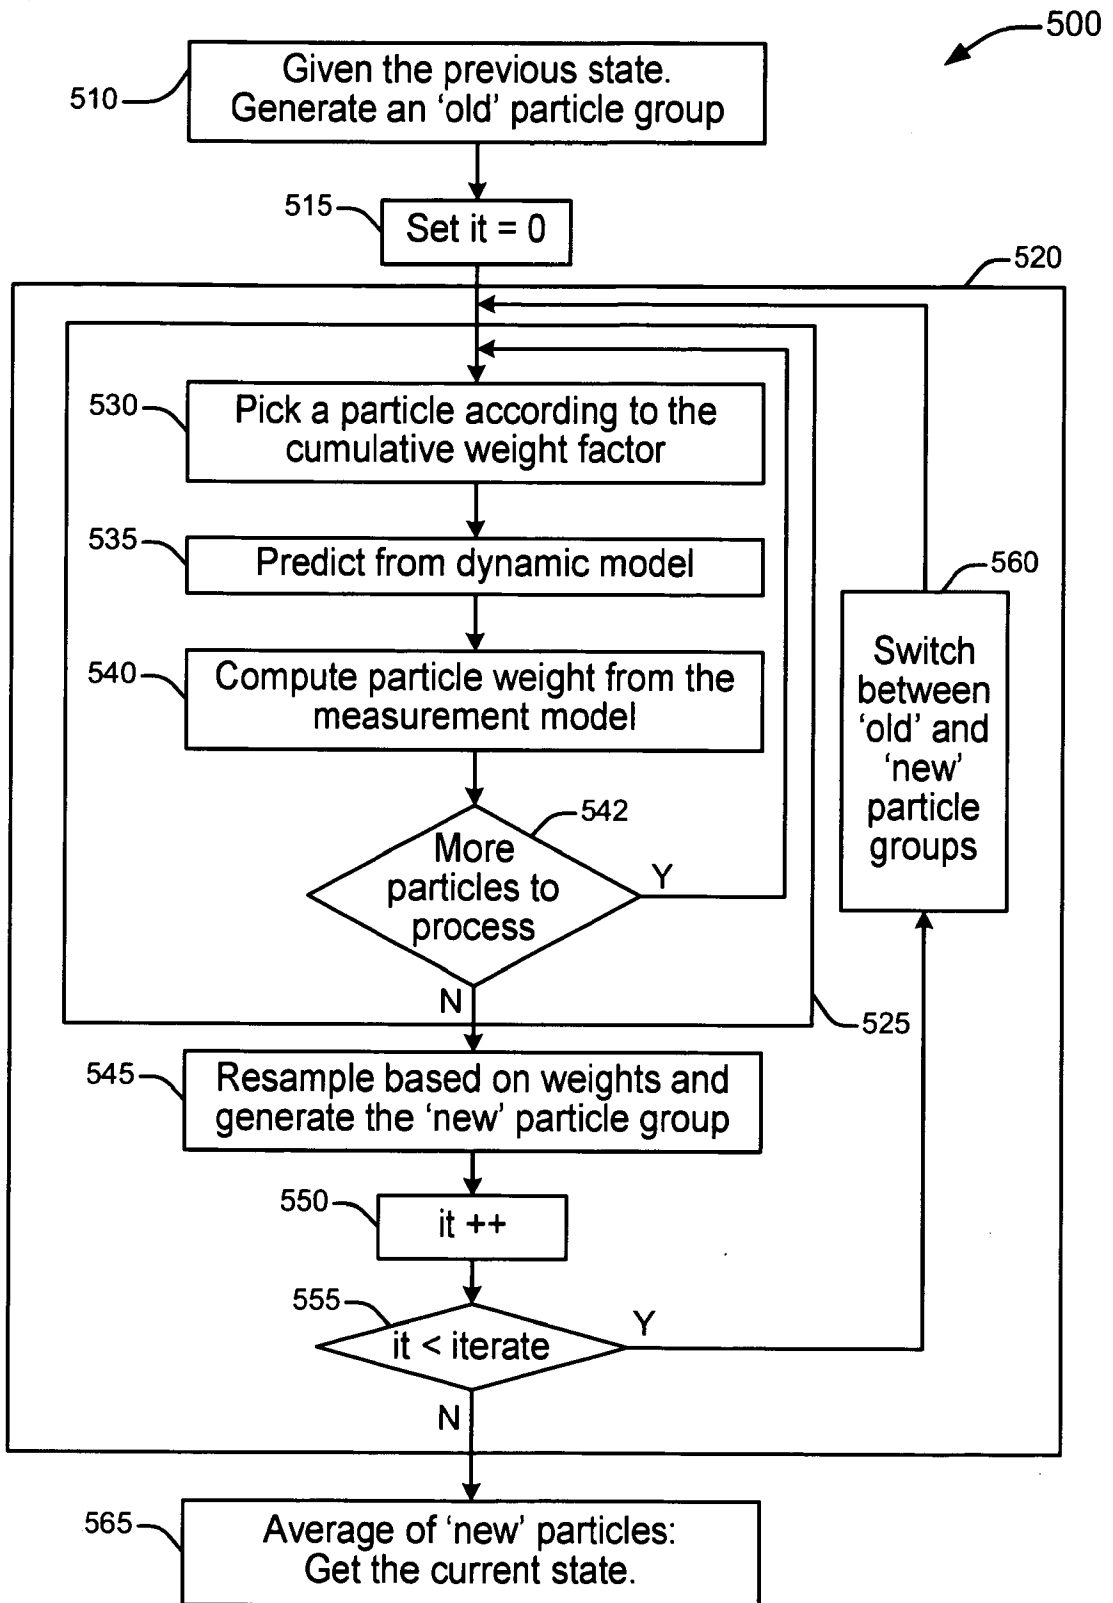 500
510
Given the previous state.
Generate an ‘old’ particle group
515
Set it = 0
520
530
Pick a particle according to the
cumulative weight factor
535
Predict from dynamic model
560
Switch
between
‘old’ and
‘new’
particle
groups
540
Compute particle weight from the
measurement model
542
More
particles to
process
Y
N
525
545
Resample based on weights and
generate the ‘new’ particle group
550
it ++
555
it < iterate
Y
N
565
Average of ‘new’ particles:
Get the current state.